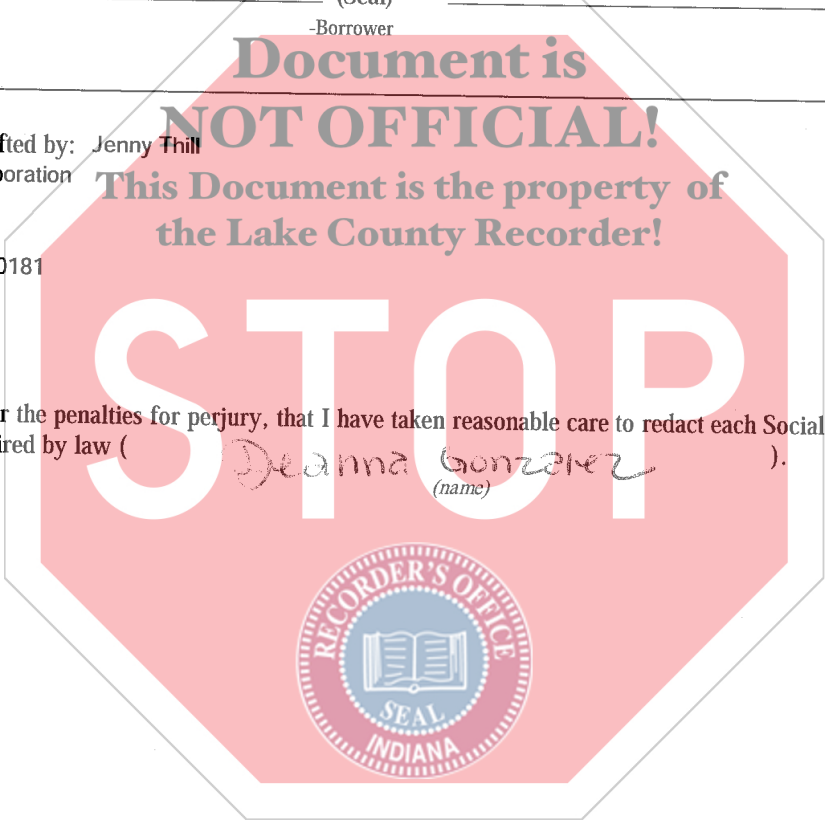 (Seal)
-Borrower
Document is
NOT OFFICIAL!
fted by: Jenny Thill
poration
This Document is the property of
the Lake County Recorder!
0181
STOP
r the penalties for perjury, that I have taken reasonable care to redact each Social
ired by law ( Deanna Gonzalez ).
(name)
RECORDER'S OFFICE
SEAL
INDIANA